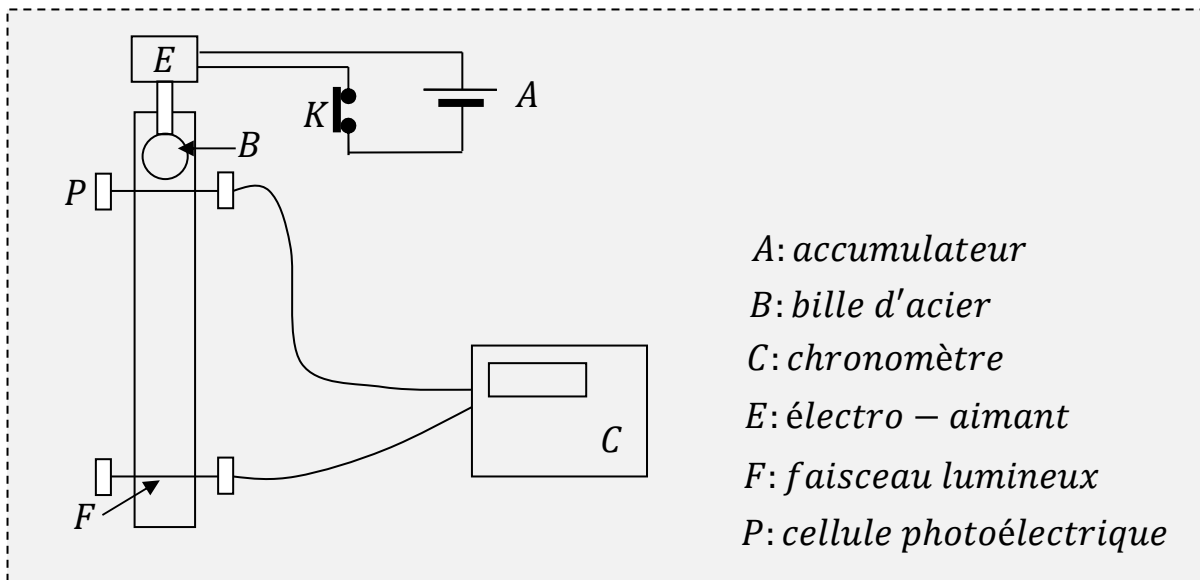 E
K
A
B
P
A: accumulateur
B: bille d'acier
C: chronomètre
E: électro − aimant
C
F: faisceau lumineux
F
P: cellule photoélectrique